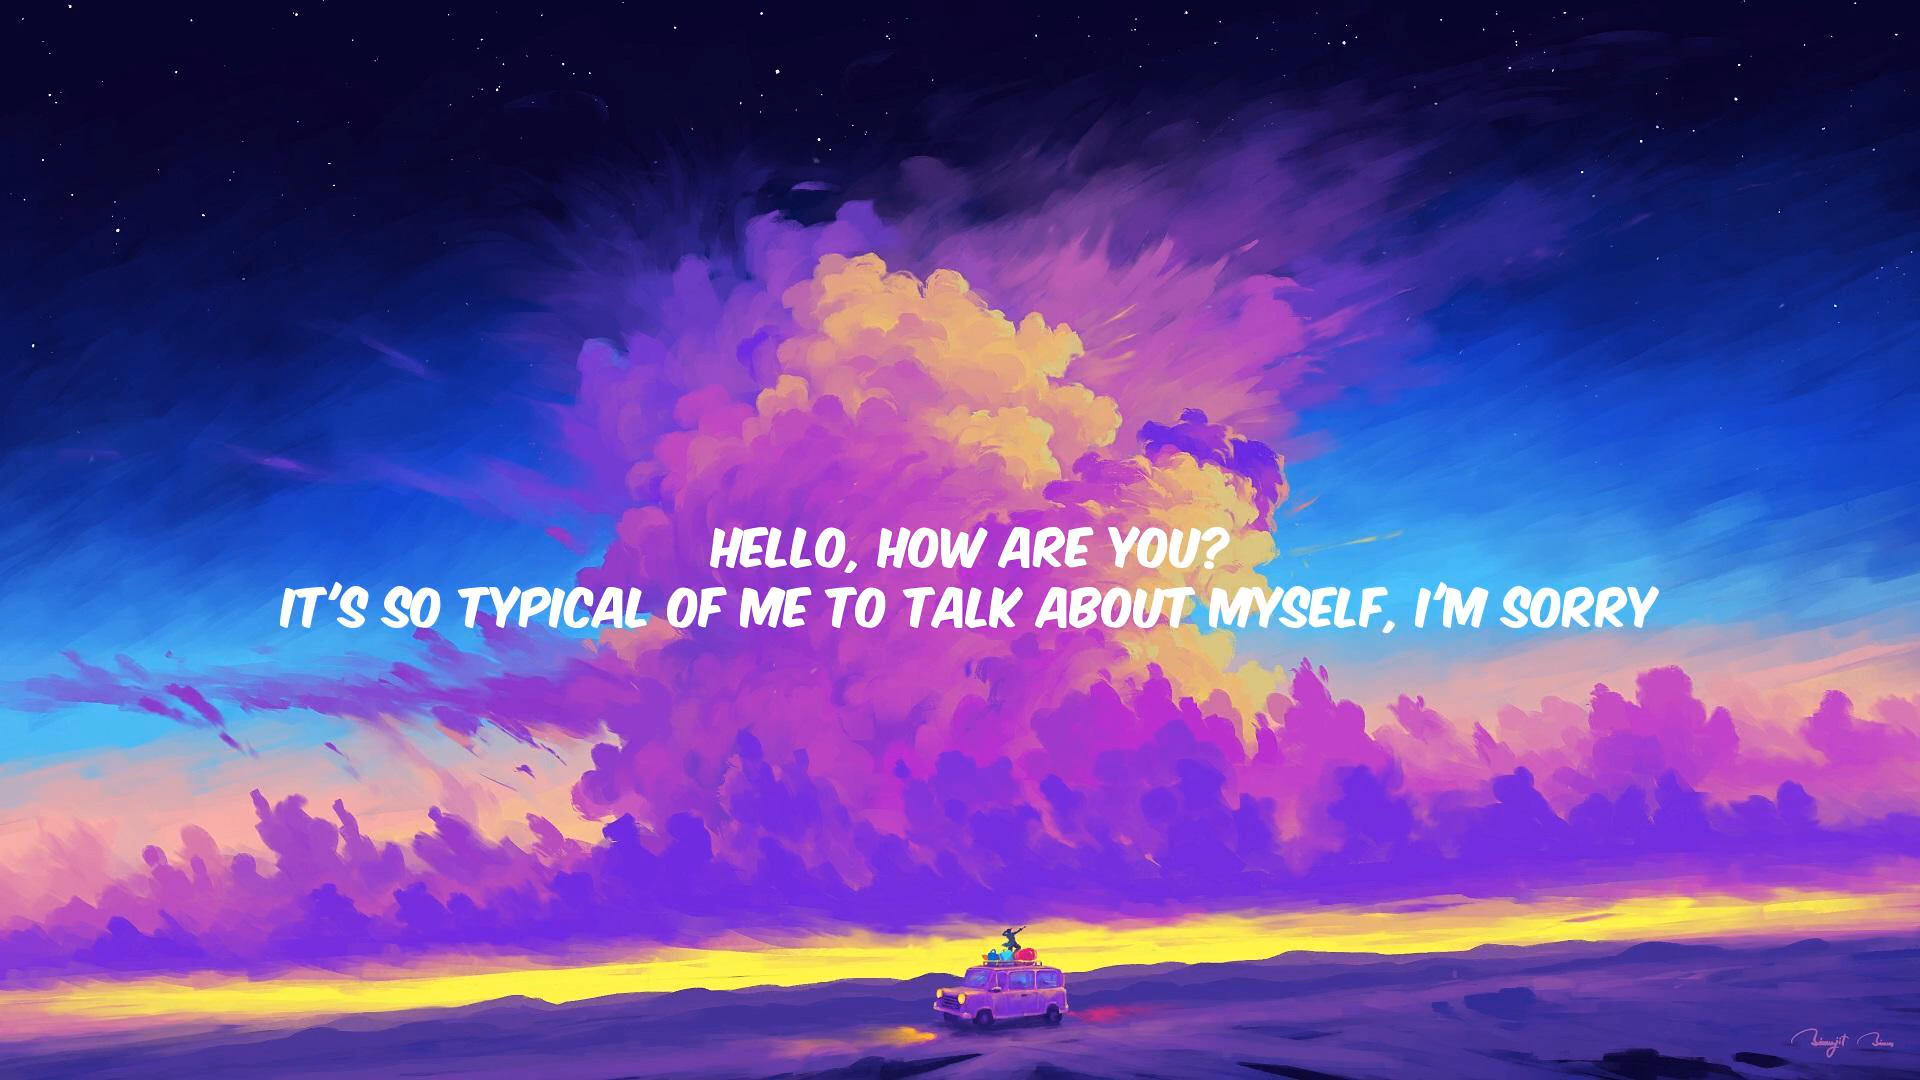 HELLO, HOW ARE YOU?
IT'S SO TYPICAL OF ME TO TALK ABOUT MYSELF, I'M SORRY